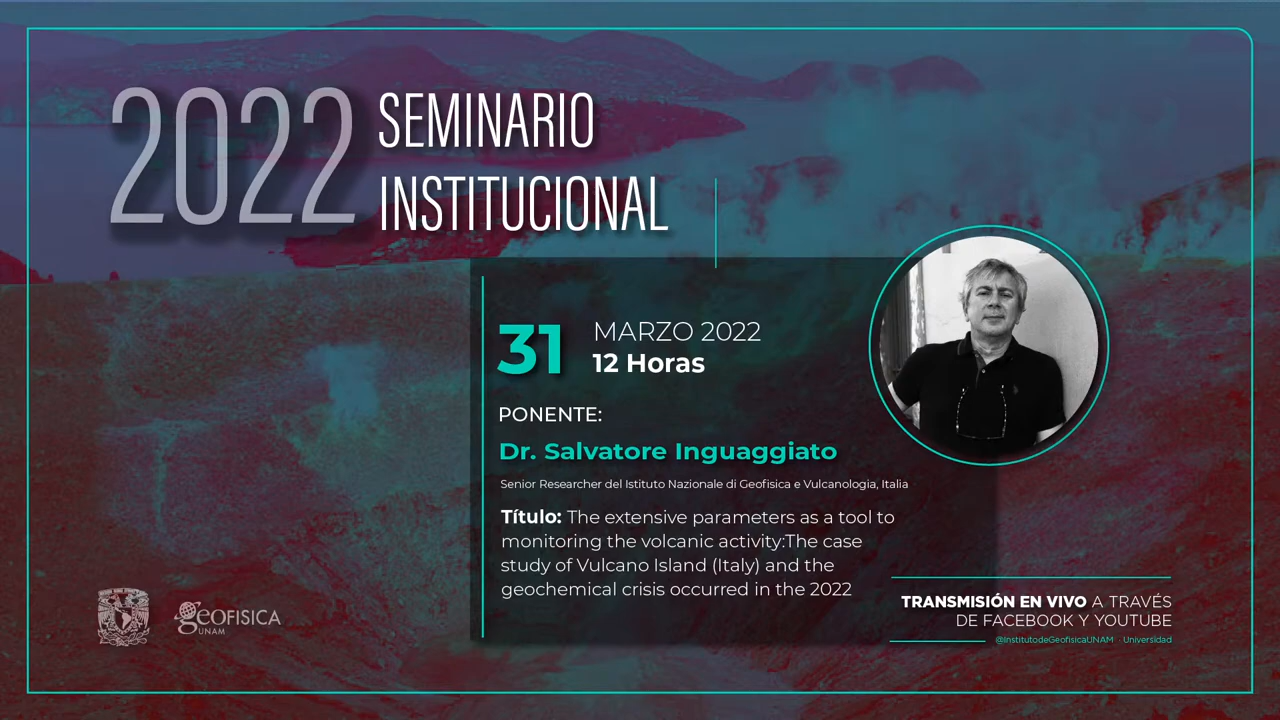 2022 SEMINARIO
INSTITUCIONAL
31 MARZO 2022
12 Horas
PONENTE:
Dr. Salvatore Inguaggiato
Senior Researcher del Istituto Nazionale di Geofisica e Vulcanologia, Italia
Título: The extensive parameters as a tool to
monitoring the volcanic activity:The case
study of Vulcano Island (Italy) and the
geochemical crisis occurred in the 2022
GEOFISICA
UNAM
TRANSMISIÓN EN VIVO A TRAVÉS
DE FACEBOOK Y YOUTUBE
@InstitutodeGeofisicaUNAM · Universidad